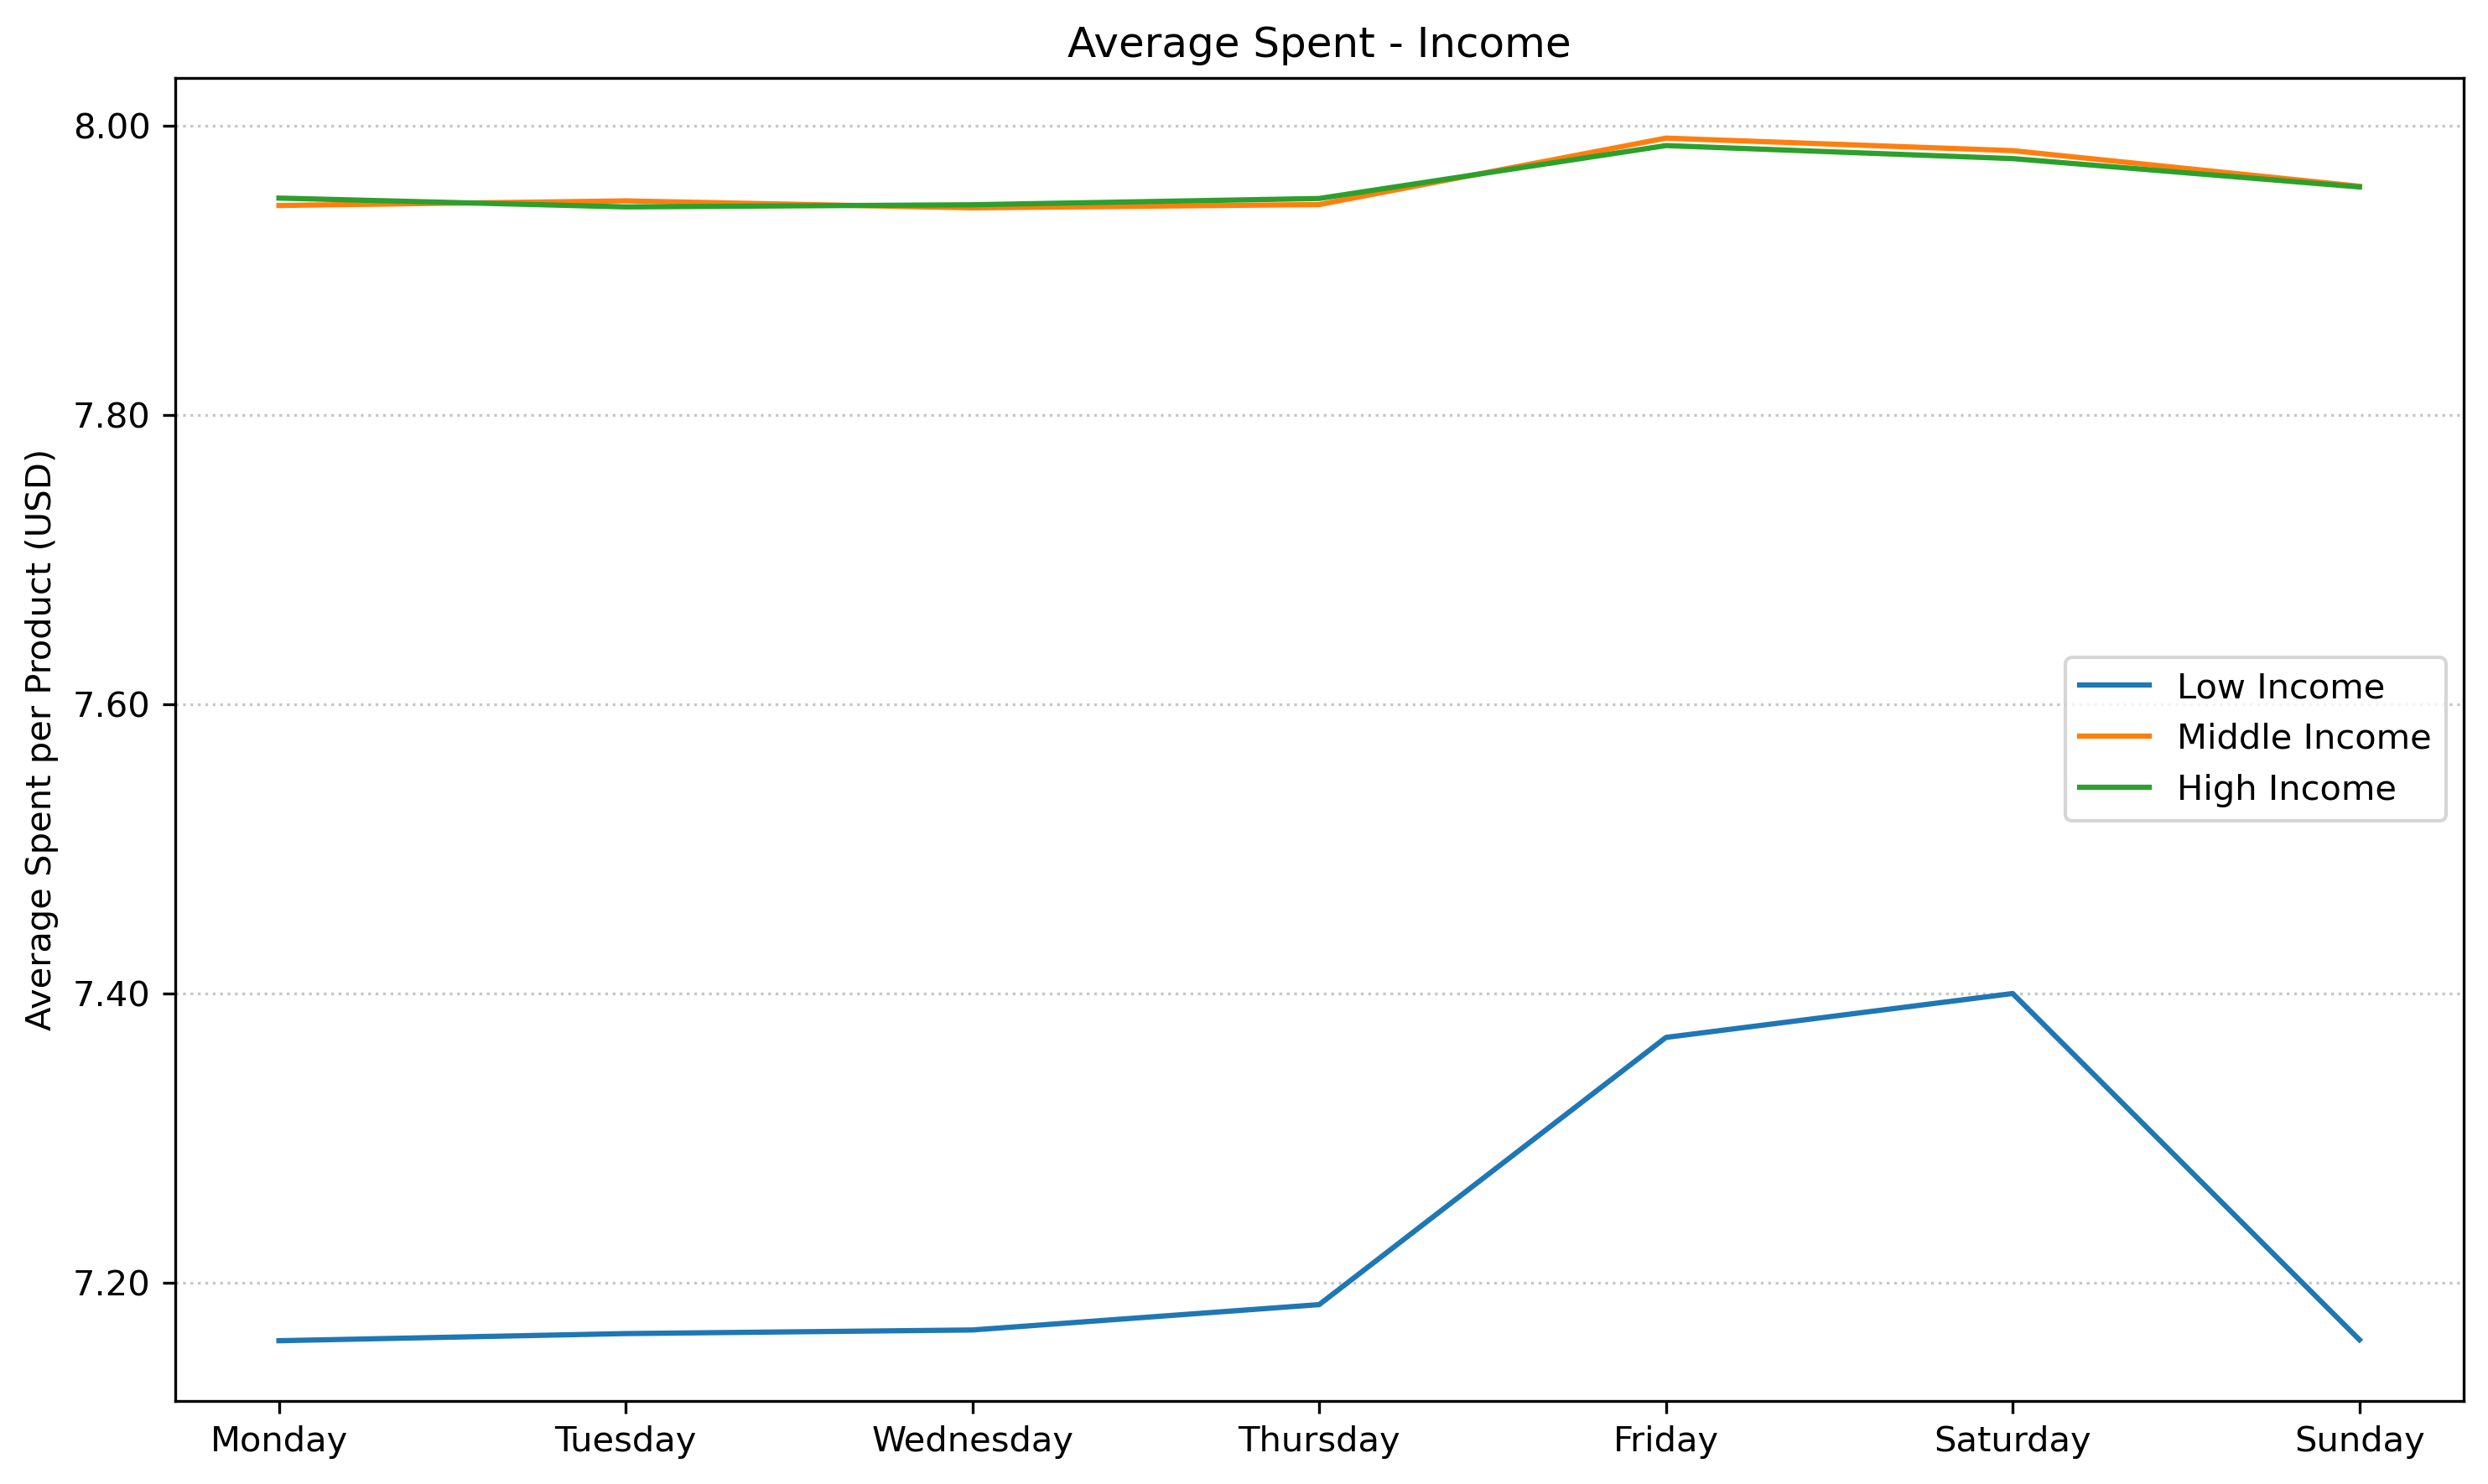 Average Spent - Income
Average Spent per Product (USD)
8.00
7.80
7.60
7.40
7.20
Low Income
Middle Income
High Income
Monday Tuesday Wednesday Thursday Friday Saturday Sunday